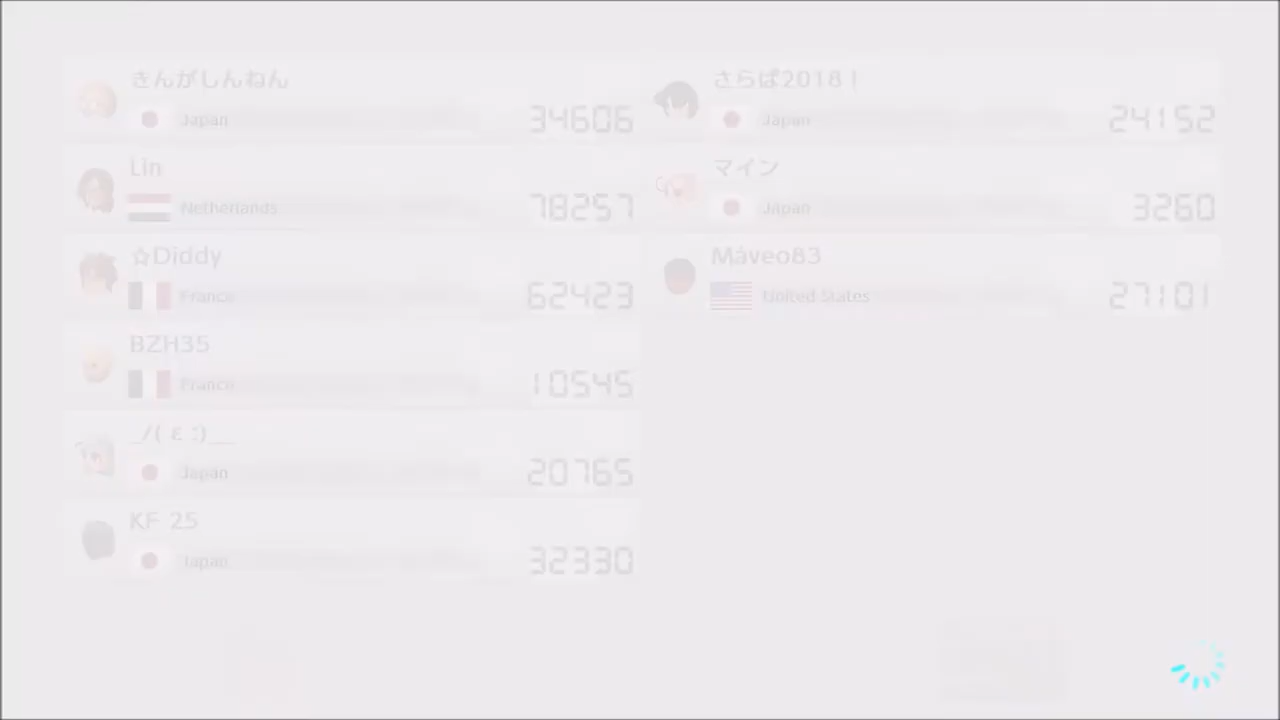 きんがしんねん
Japan
34606
Lin
Netherlands
78257
☆Diddy
France
62423
BZH35
France
10545
_/( ε :)__
Japan
20765
KF 25
Japan
32330
さらば2018！
Japan
24152
マイン
Japan
3260
Máveo83
United States
27101